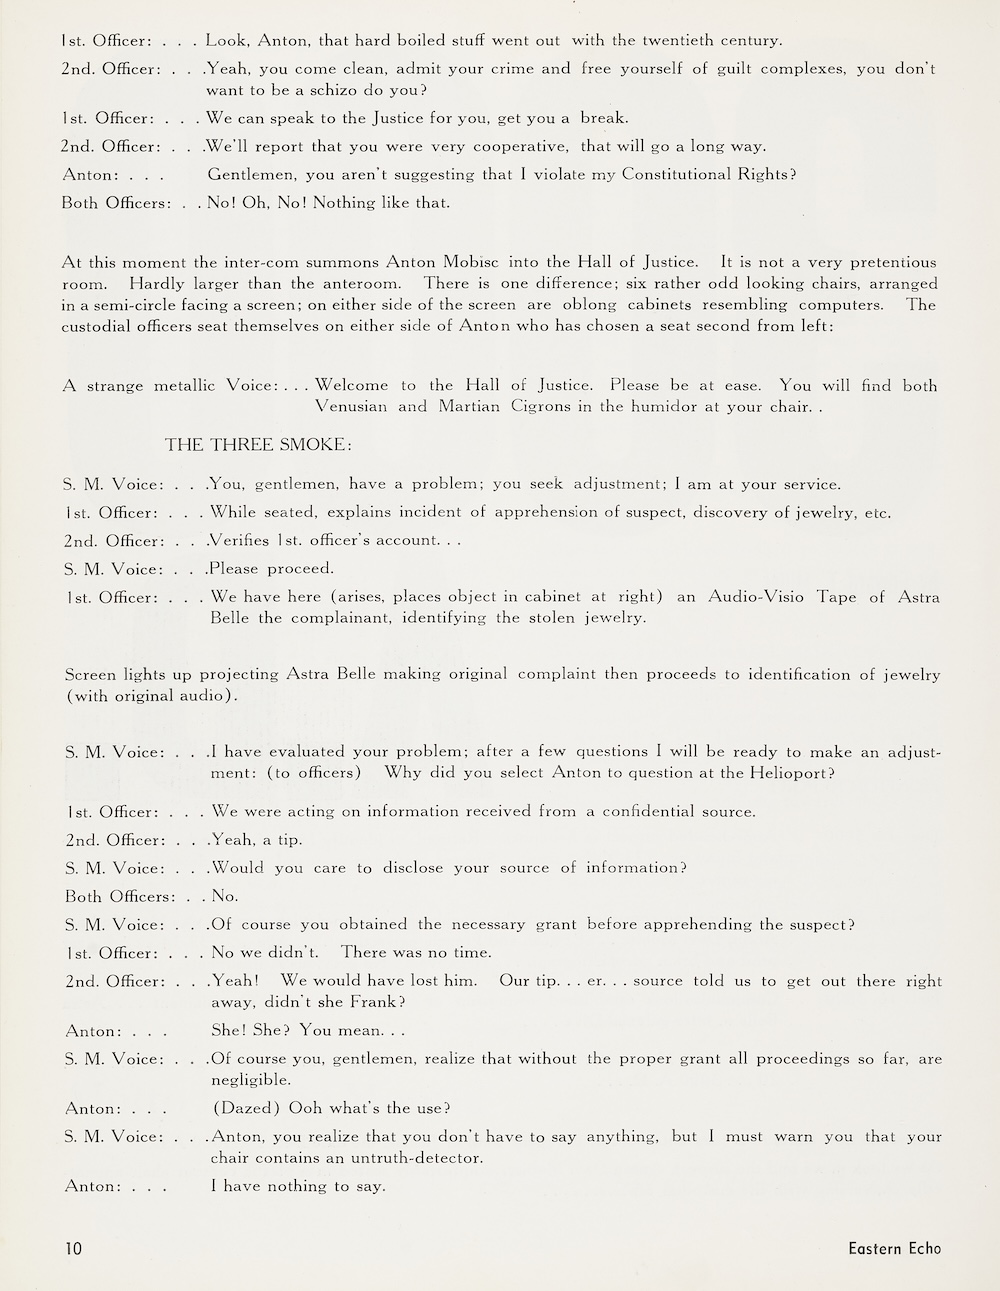 1st. Officer: . . . Look, Anton, that hard boiled stuff went out with the twentieth century.
2nd. Officer: . . .Yeah, you come clean, admit your crime and free yourself of guilt complexes, you don't
want to be a schizo do you?
1st. Officer: . . . We can speak to the Justice for you, get you a break.
2nd. Officer: . . .We'll report that you were very cooperative, that will go a long way.
Anton: . . . Gentlemen, you aren't suggesting that I violate my Constitutional Rights?
Both Officers: . . No! Oh, No! Nothing like that.
At this moment the inter-com summons Anton Mobisc into the Hall of Justice. It is not a very pretentious
room. Hardly larger than the anteroom. There is one difference; six rather odd looking chairs, arranged
in a semi-circle facing a screen; on either side of the screen are oblong cabinets resembling computers. The
custodial officers seat themselves on either side of Anton who has chosen a seat second from left:
A strange metallic Voice: . . . Welcome to the Hall of Justice. Please be at ease. You will find both
Venusian and Martian Cigrons in the humidor at your chair. .
THE THREE SMOKE:
S. M. Voice: . . .You, gentlemen, have a problem; you seek adjustment; I am at your service.
1st. Officer: . . . While seated, explains incident of apprehension of suspect, discovery of jewelry, etc.
2nd. Officer: . . .Verifies 1st. officer's account. . .
S. M. Voice: . . .Please proceed.
1st. Officer: . . . We have here (arises, places object in cabinet at right) an Audio-Visio Tape of Astra
Belle the complainant, identifying the stolen jewelry.
Screen lights up projecting Astra Belle making original complaint then proceeds to identification of jewelry
(with original audio).
S. M. Voice: . . .I have evaluated your problem; after a few questions I will be ready to make an adjust-
ment: (to officers) Why did you select Anton to question at the Helioport?
1st. Officer: . . . We were acting on information received from a confidential source.
2nd. Officer: . . .Yeah, a tip.
S. M. Voice: . . .Would you care to disclose your source of information?
Both Officers: . . No.
S. M. Voice: . . .Of course you obtained the necessary grant before apprehending the suspect?
1st. Officer: . . . No we didn't. There was no time.
2nd. Officer: . . .Yeah! We would have lost him. Our tip. . . er. . . source told us to get out there right
away, didn't she Frank?
Anton: . . . She! She? You mean. . .
S. M. Voice: . . .Of course you, gentlemen, realize that without the proper grant all proceedings so far, are
negligible.
Anton: . . . (Dazed) Ooh what's the use?
S. M. Voice: . . .Anton, you realize that you don't have to say anything, but I must warn you that your
chair contains an untruth-detector.
Anton: . . . I have nothing to say.
10 Eastern Echo